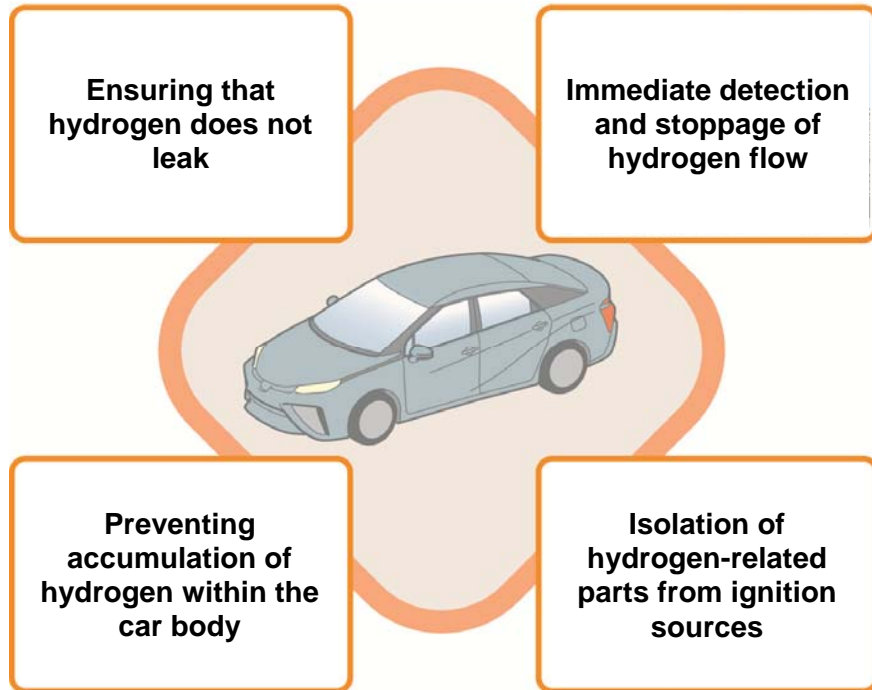 Ensuring that
hydrogen does not
leak
Immediate detection
and stoppage of
hydrogen flow
Preventing
accumulation of
hydrogen within the
car body
Isolation of
hydrogen-related
parts from ignition
sources